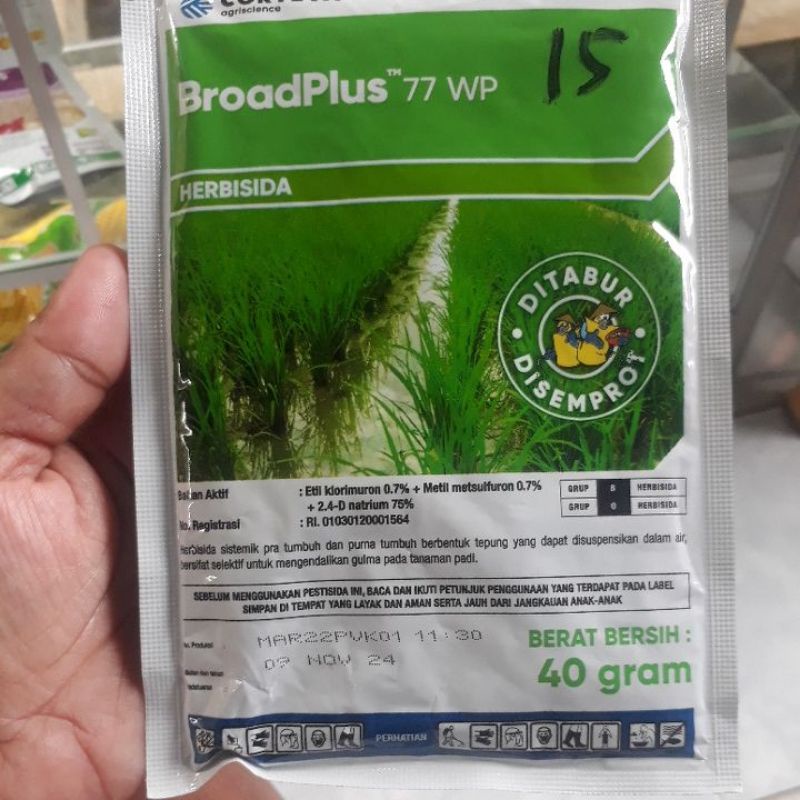 agriscience
15
BroadPlus™ 77 WP
HERBISIDA
DITABUR
DISEMPROT
Bahan Aktif : Etil klorimuron 0.7% + Metil metsulfuron 0.7%
+ 2.4-D natrium 75%
No. Registrasi : RI. 01030120001564
GRUP B HERBISIDA
GRUP O HERBISIDA
Herbisida sistemik pra tumbuh dan purna tumbuh berbentuk tepung yang dapat disuspensikan dalam air,
bersifat selektif untuk mengendalikan gulma pada tanaman padi.
SEBELUM MENGGUNAKAN PESTISIDA INI, BACA DAN IKUTI PETUNJUK PENGGUNAAN YANG TERDAPAT PADA LABEL
SIMPAN DI TEMPAT YANG LAYAK DAN AMAN SERTA JAUH DARI JANGKAUAN ANAK-ANAK
No. Produksi : MAR22PVK01 11:30
09 NOV 24
BERAT BERSIH :
40 gram
PERHATIAN